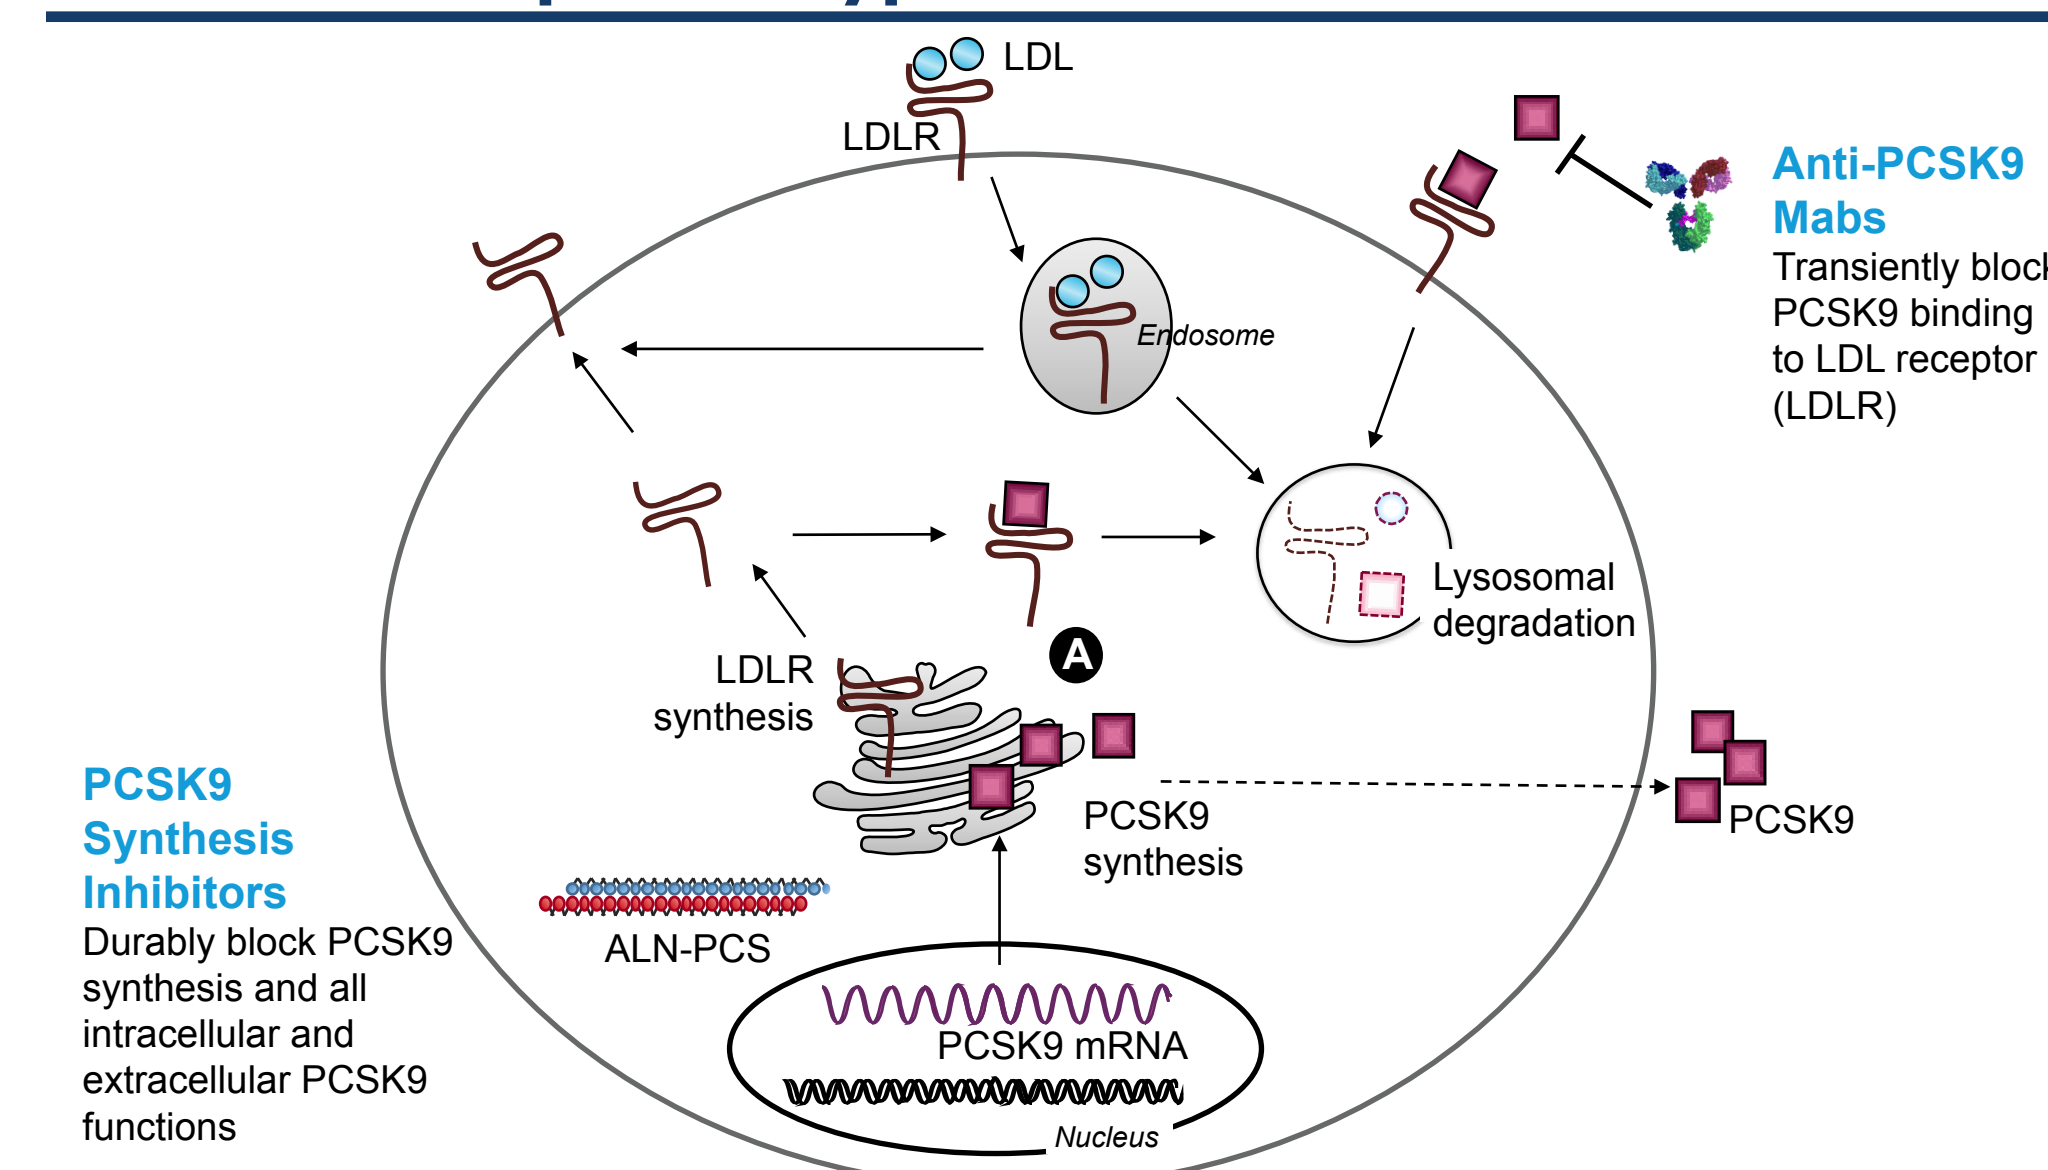 LDL
LDLR
Anti-PCSK9
Mabs
Transiently block
PCSK9 binding
to LDL receptor
(LDLR)
Endosome
Lysosomal
degradation
A
LDLR
synthesis
PCSK9
synthesis
PCSK9
PCSK9
Synthesis
Inhibitors
Durably block PCSK9
synthesis and all
intracellular and
extracellular PCSK9
functions
ALN-PCS
PCSK9 mRNA
Nucleus